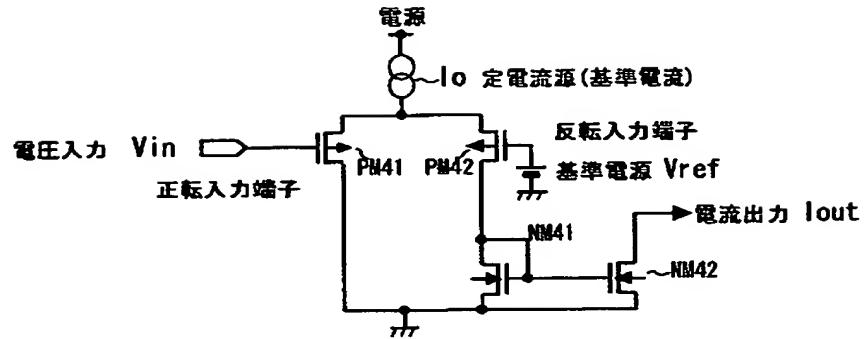 電源
Io 定電流源(基準電流)
電圧入力 Vin
正転入力端子
PM41
PM42
反転入力端子
基準電源 Vref
NM41
電流出力 Iout
NM42